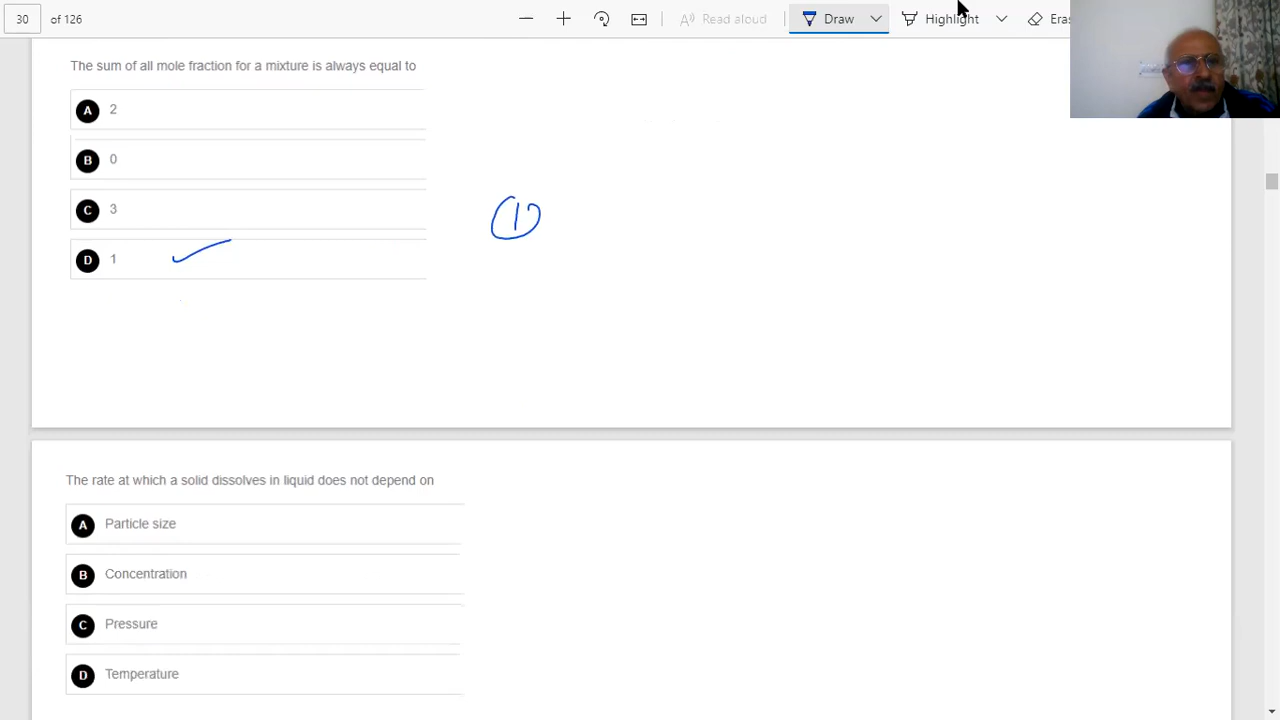 30 of 126 Read aloud Draw Highlight Eras
The sum of all mole fraction for a mixture is always equal to
A 2
B 0
C 3
1
D 1
The rate at which a solid dissolves in liquid does not depend on
A Particle size
B Concentration
C Pressure
D Temperature